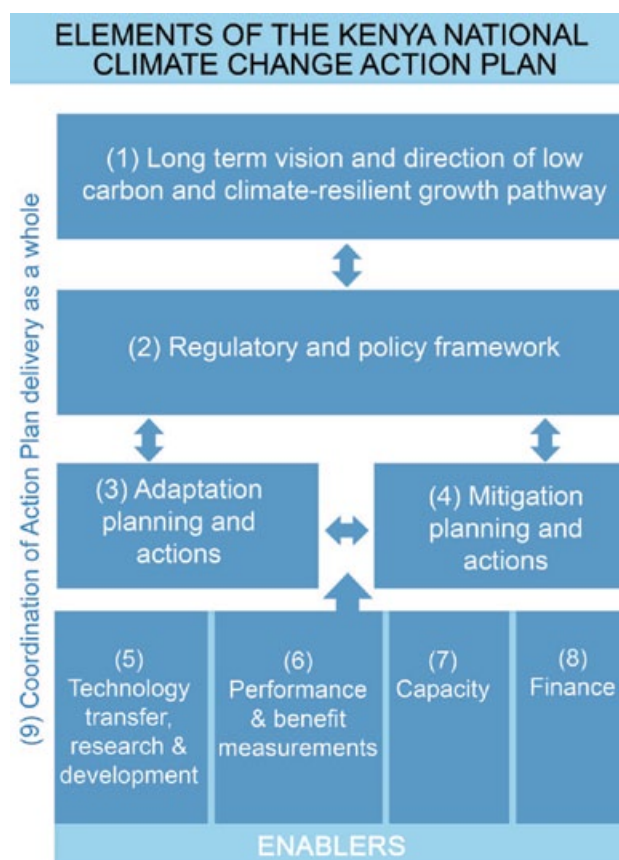 ELEMENTS OF THE KENYA NATIONAL
CLIMATE CHANGE ACTION PLAN
(9) Coordination of Action Plan delivery as a whole
(1) Long term vision and direction of low
carbon and climate-resilient growth pathway
(2) Regulatory and policy framework
(3) Adaptation
planning and
actions
(4) Mitigation
planning and
actions
(5)
Technology
transfer,
research &
development
(6)
Performance
& benefit
measurements
(7)
Capacity
(8)
Finance
ENABLERS